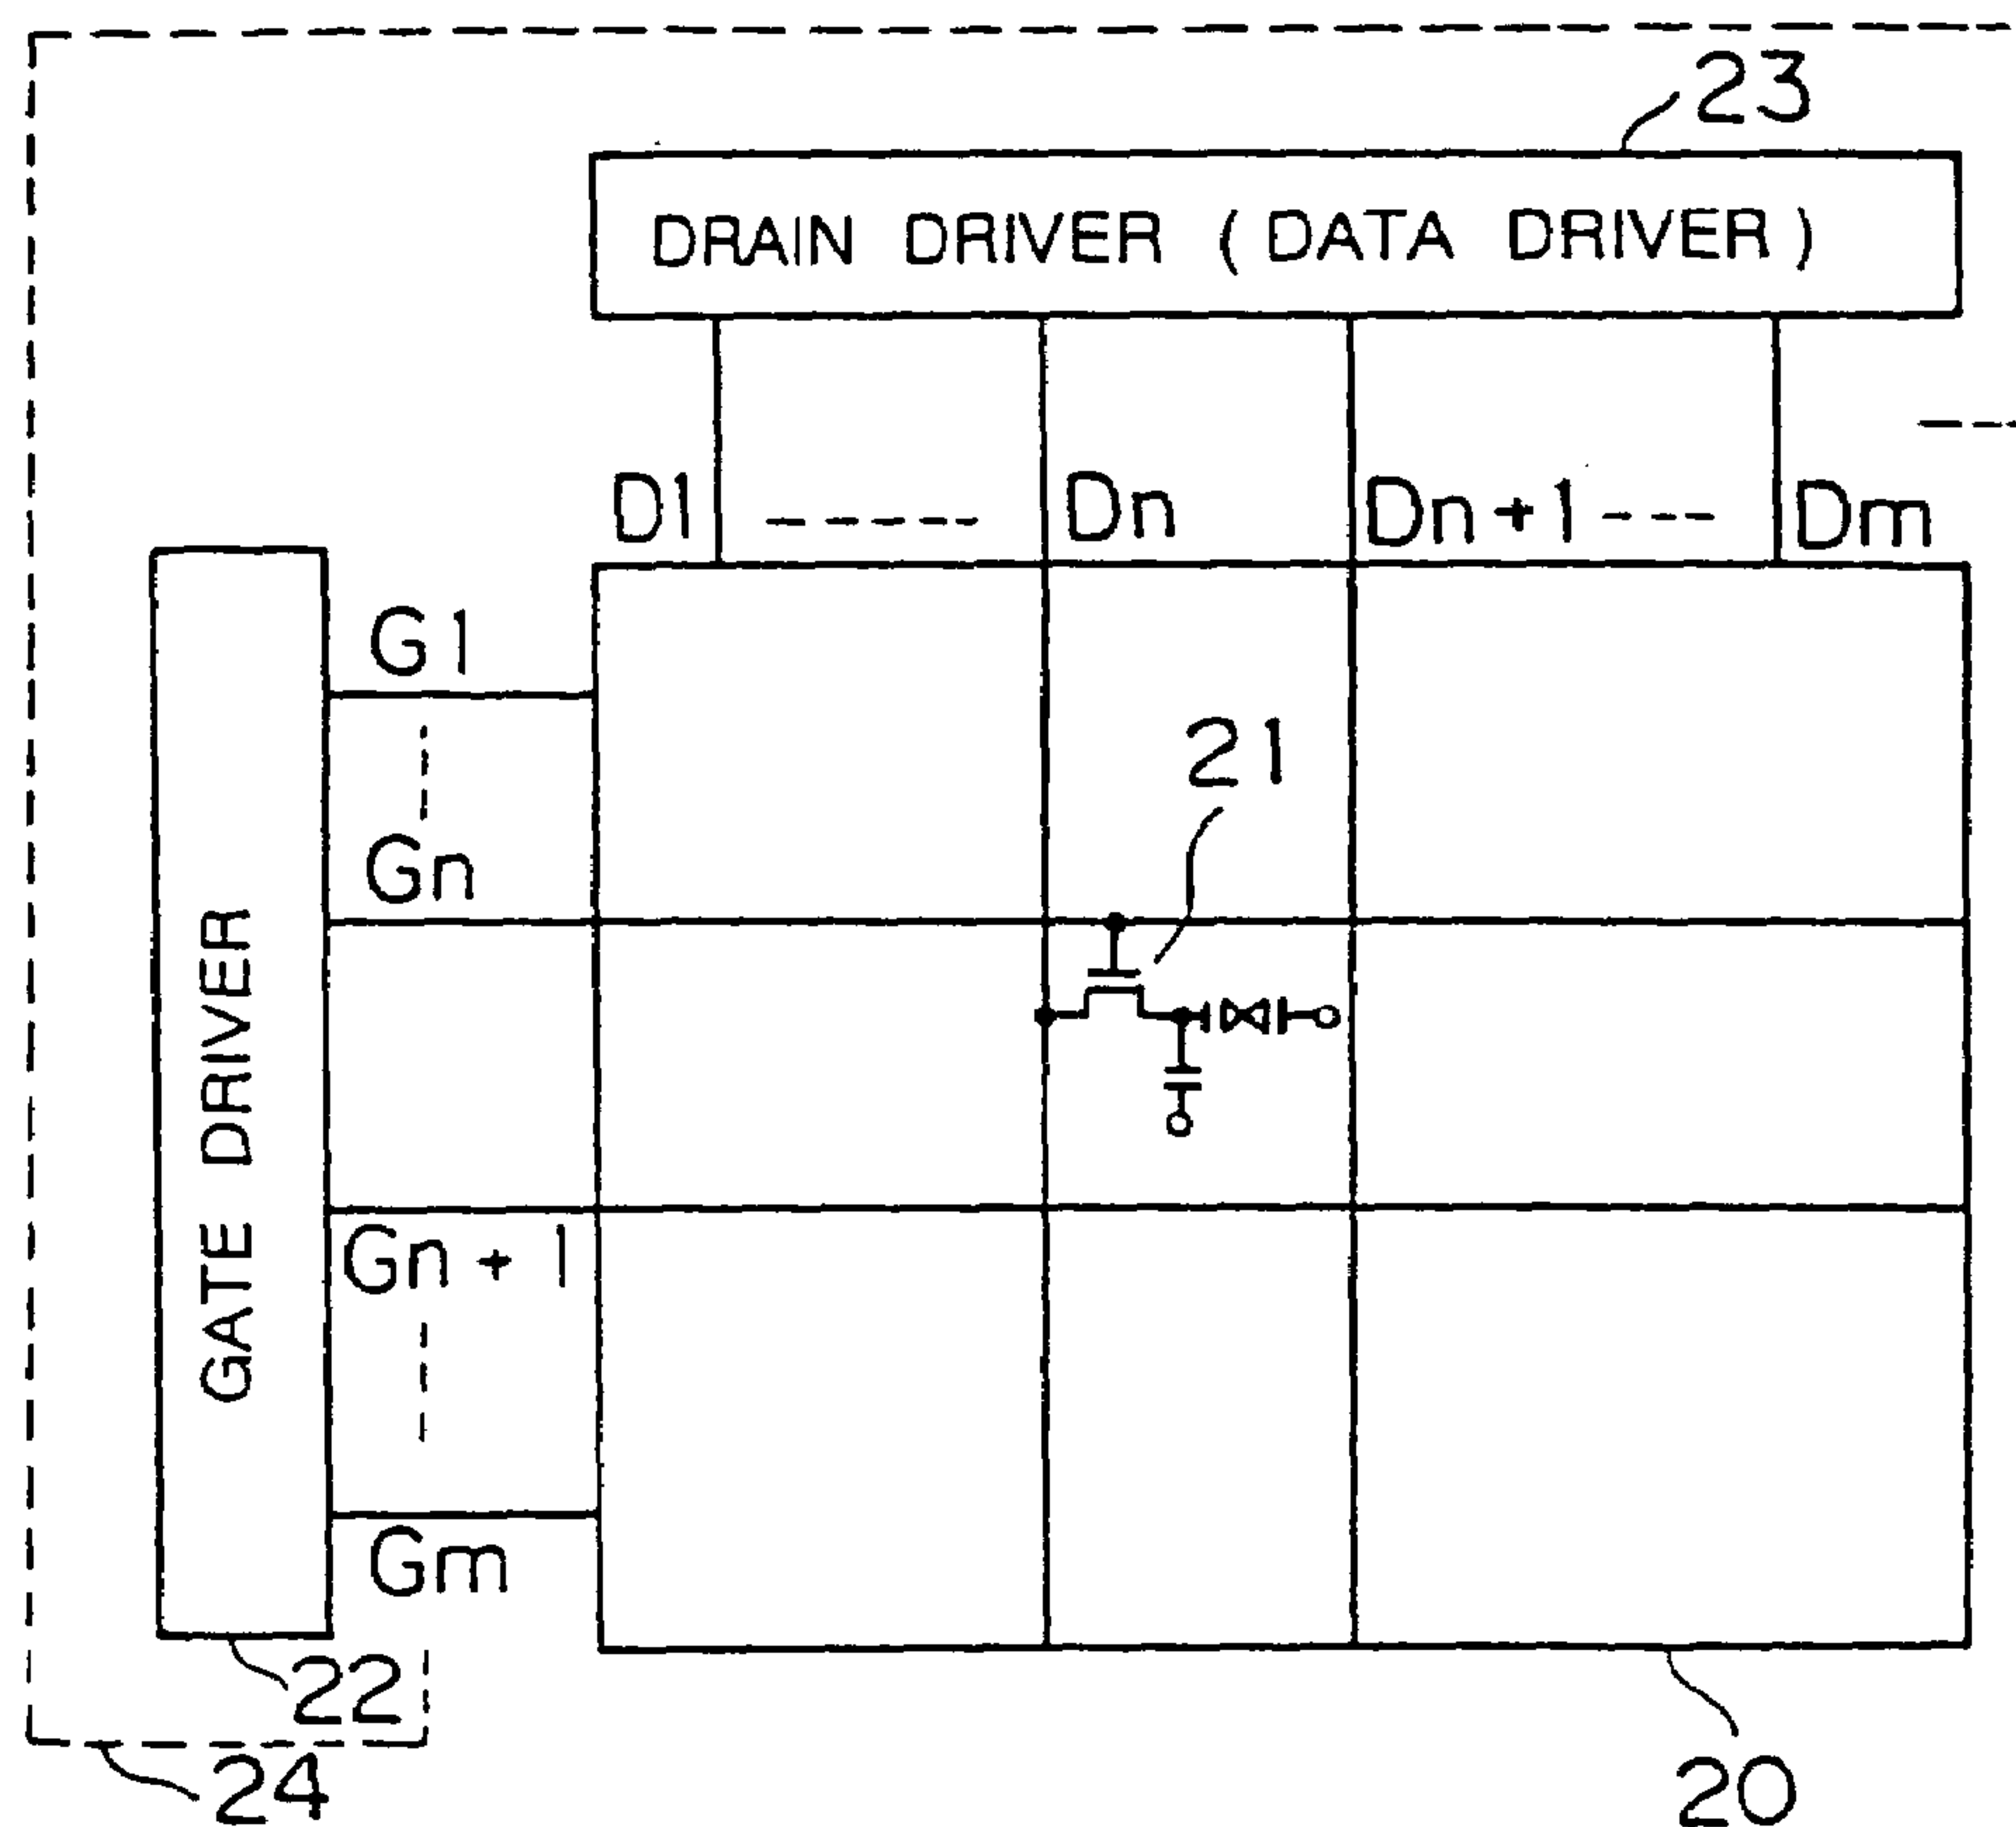 23
DRAIN DRIVER ( DATA DRIVER )
D1 ------ Dn Dn+1 --- Dm
G1
21
Gn
GATE DRIVER
Gn + 1
Gm
22
24
20